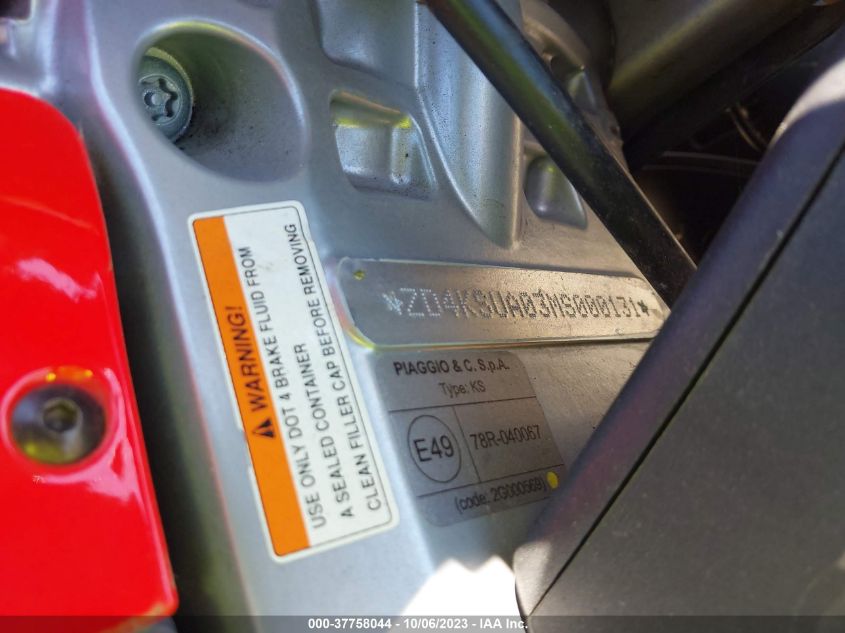 *ZD4KSUA03MS000131*
⚠ WARNING!
USE ONLY DOT 4 BRAKE FLUID FROM
A SEALED CONTAINER BEFORE REMOVING
CLEAN FILLER CAP
PIAGGIO & C. S.p.A.
Type: KS
E49
78R-040067
(code: 2G000569)
000-37758044 | 10/06/2023 - IAA Inc.